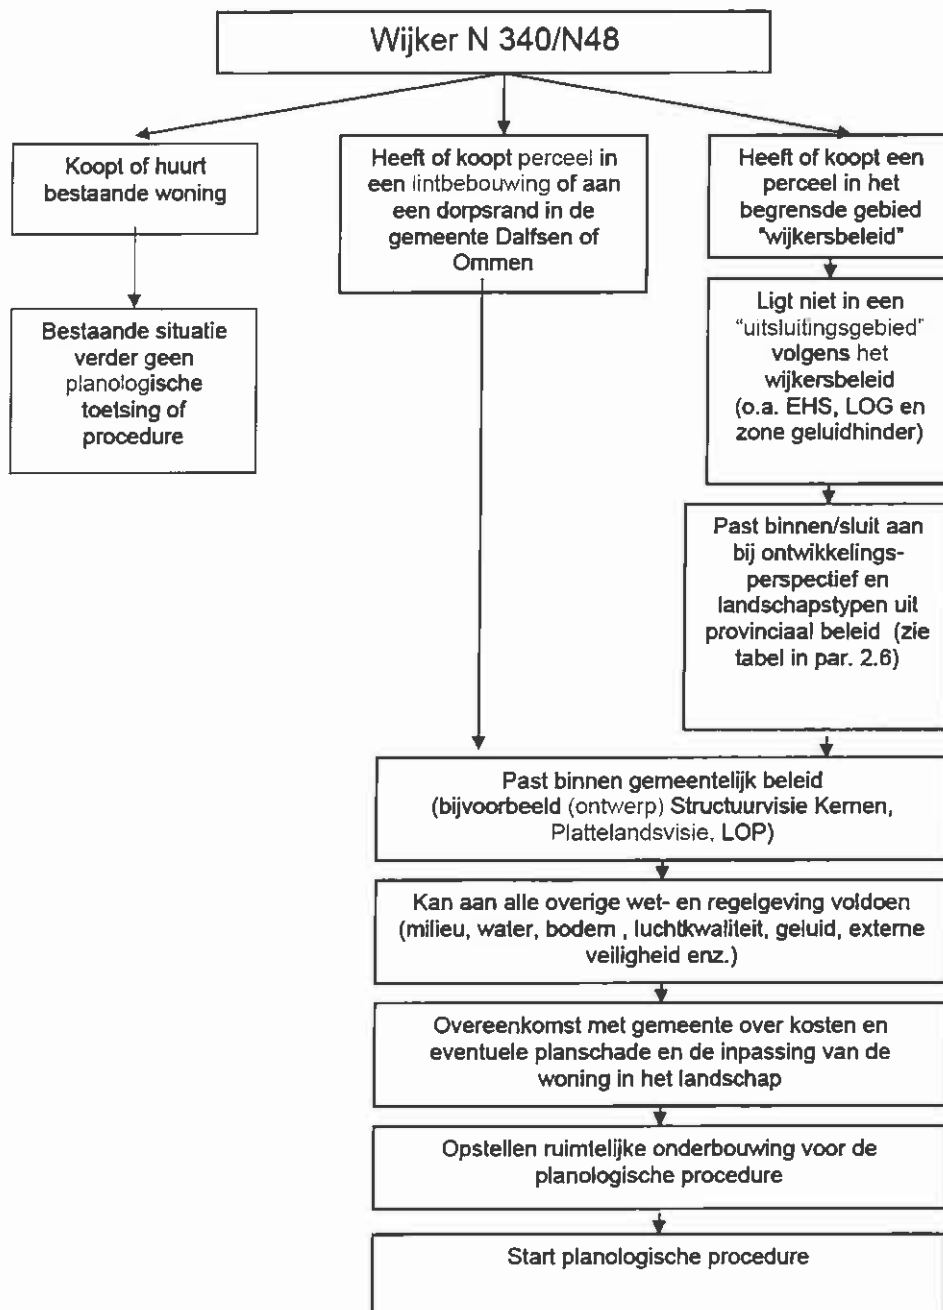 Wijker N 340/N48
Koopt of huurt
bestaande woning
Bestaande situatie
verder geen
planologische
toetsing of
procedure
Heeft of koopt perceel in
een lintbebouwing of aan
een dorpsrand in de
gemeente Dalfsen of
Ommen
Heeft of koopt een
perceel in het
begrensde gebied
"wijkersbeleid"
Ligt niet in een
"uitsluitingsgebied"
volgens het
wijkersbeleid
(o.a. EHS, LOG en
zone geluidhinder)
Past binnen/sluit aan
bij ontwikkelings-
perspectief en
landschapstypen uit
provinciaal beleid (zie
tabel in par. 2.6)
Past binnen gemeentelijk beleid
(bijvoorbeeld (ontwerp) Structuurvisie Kernen,
Plattelandsvisie, LOP)
Kan aan alle overige wet- en regelgeving voldoen
(milieu, water, bodem , luchtkwaliteit, geluid, externe
veiligheid enz.)
Overeenkomst met gemeente over kosten en
eventuele planschade en de inpassing van de
woning in het landschap
Opstellen ruimtelijke onderbouwing voor de
planologische procedure
Start planologische procedure